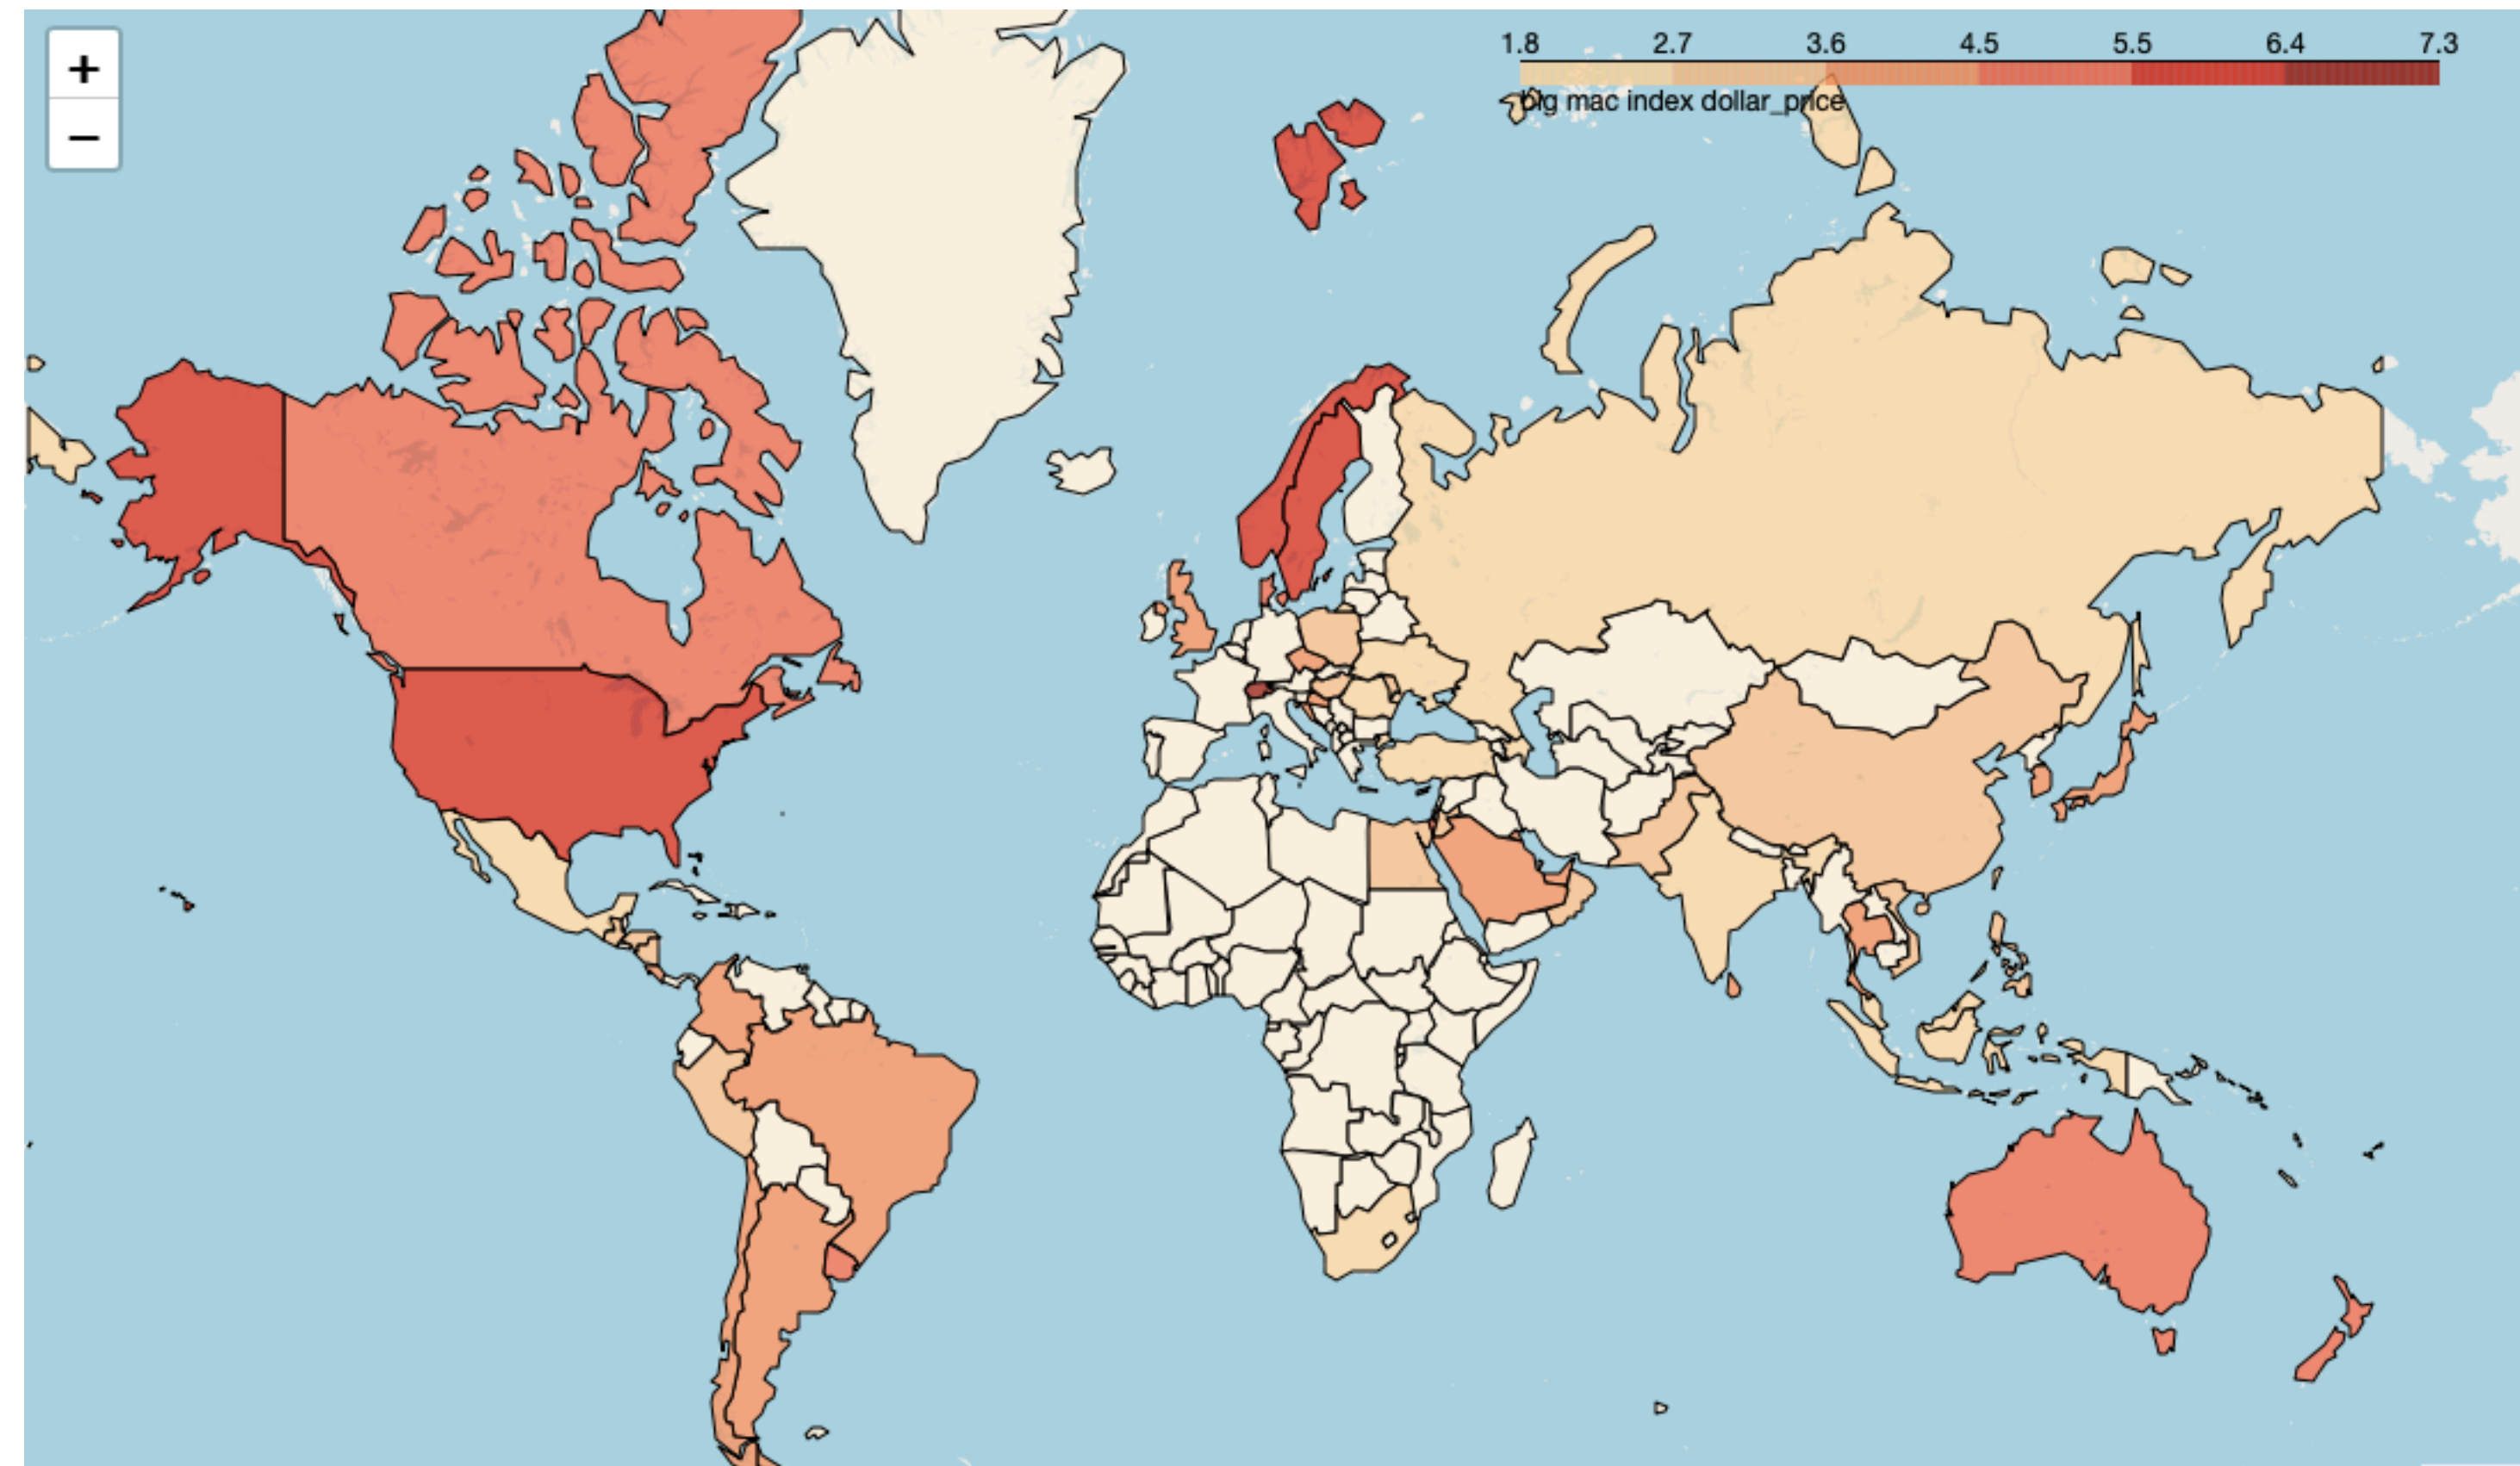 +
−
1.8 2.7 3.6 4.5 5.5 6.4 7.3
big mac index dollar_price